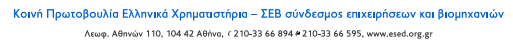 Κοινή Πρωτοβουλία Ελληνικά Χρηματιστήρια – ΣΕΒ σύνδεσμος επιχειρήσεων και βιομηχανιών
Λεωφ. Αθηνών 110, 104 42 Αθήνα, ( 210-33 66 894 210-33 66 595, www.esed.org.gr